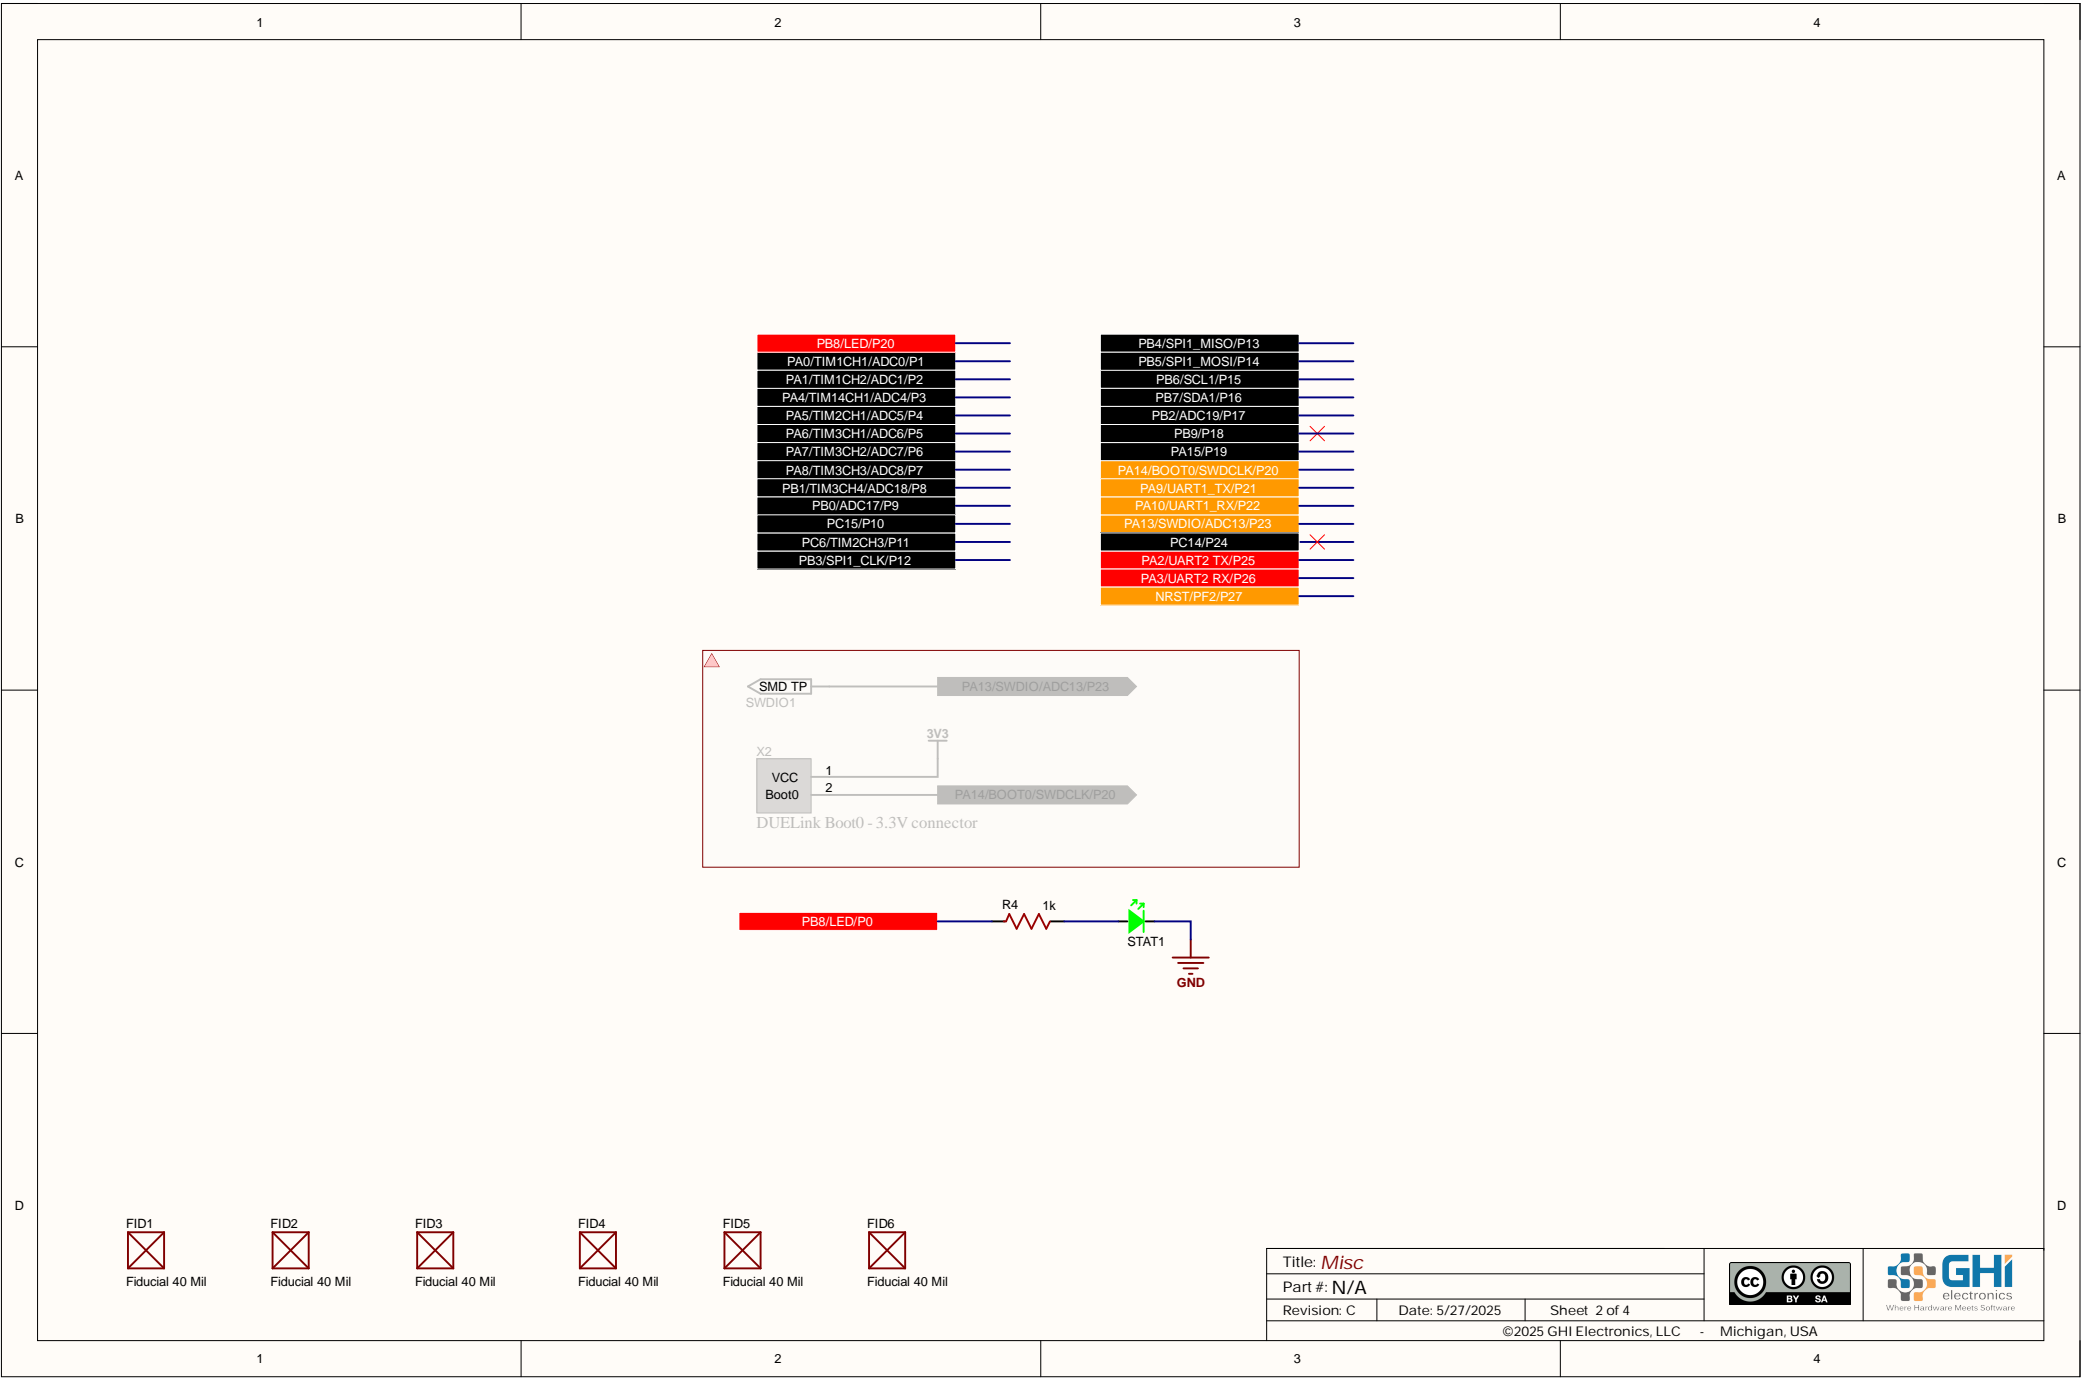 1 2 3 4
A A
PB8/LED/P20
PA0/TIM1CH1/ADC0/P1
PA1/TIM1CH2/ADC1/P2
PA4/TIM14CH1/ADC4/P3
PA5/TIM2CH1/ADC5/P4
PA6/TIM3CH1/ADC6/P5
PA7/TIM3CH2/ADC7/P6
PA8/TIM3CH3/ADC8/P7
PB1/TIM3CH4/ADC18/P8
PB0/ADC17/P9
PC15/P10
PC6/TIM2CH3/P11
PB3/SPI1_CLK/P12
PB4/SPI1_MISO/P13
PB5/SPI1_MOSI/P14
PB6/SCL1/P15
PB7/SDA1/P16
PB2/ADC19/P17
PB9/P18
PA15/P19
PA14/BOOT0/SWDCLK/P20
PA9/UART1_TX/P21
PA10/UART1_RX/P22
PA13/SWDIO/ADC13/P23
PC14/P24
PA2/UART2 TX/P25
PA3/UART2 RX/P26
NRST/PF2/P27
B B
SMD TP PA13/SWDIO/ADC13/P23
SWDIO1
3V3
X2
VCC 1
Boot0 2 PA14/BOOT0/SWDCLK/P20
DUELink Boot0 - 3.3V connector
C C
PB8/LED/P0 R4 1k
STAT1
GND
D D
FID1 FID2 FID3 FID4 FID5 FID6
Fiducial 40 Mil Fiducial 40 Mil Fiducial 40 Mil Fiducial 40 Mil Fiducial 40 Mil Fiducial 40 Mil
Title: Misc
Part #: N/A
Revision: C Date: 5/27/2025 Sheet 2 of 4
cc BY SA
GHI
electronics
Where Hardware Meets Software
©2025 GHI Electronics, LLC - Michigan, USA
1 2 3 4